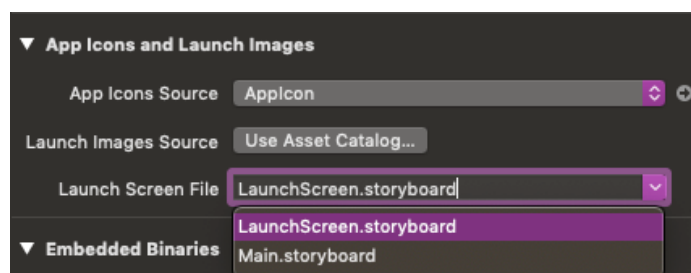 App Icons and Launch Images
App Icons Source AppIcon
Launch Images Source Use Asset Catalog...
Launch Screen File LaunchScreen.storyboard
LaunchScreen.storyboard
Embedded Binaries
Main.storyboard